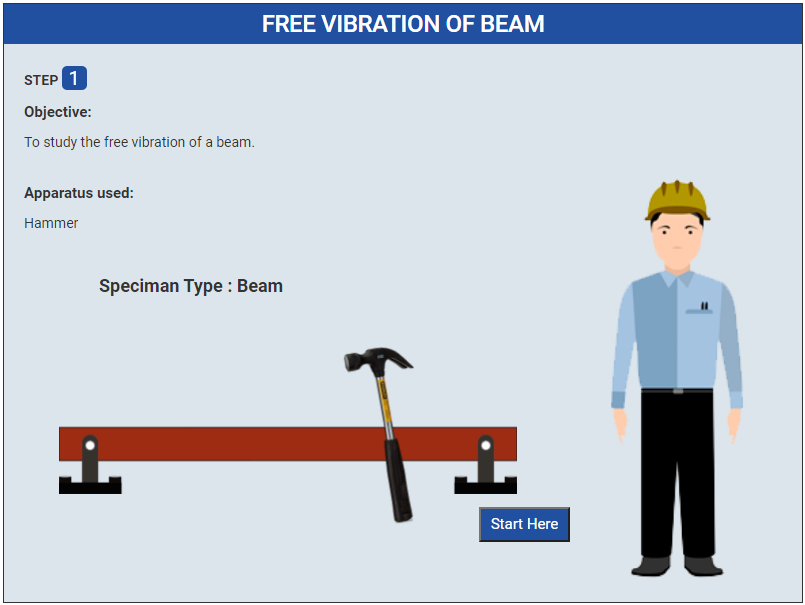 FREE VIBRATION OF BEAM
STEP 1
Objective:
To study the free vibration of a beam.
Apparatus used:
Hammer
Speciman Type : Beam
Start Here